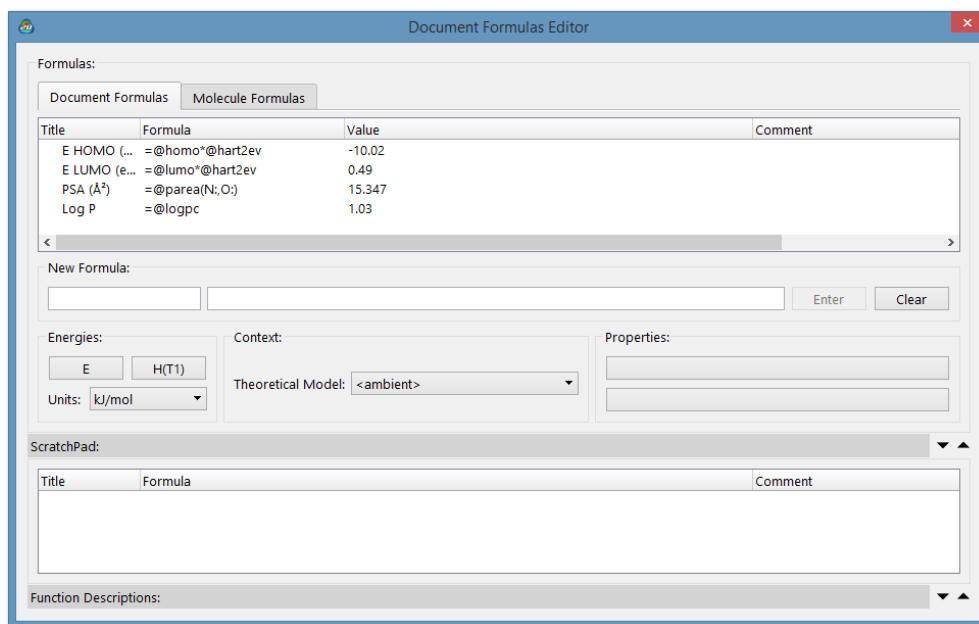 Document Formulas Editor
Formulas:
Document Formulas Molecule Formulas
Title Formula Value Comment
E HOMO (... =@homo*@hart2ev -10.02
E LUMO (e... =@lumo*@hart2ev 0.49
PSA (Å²) =@parea(N:,O:) 15.347
Log P =@logpc 1.03
New Formula:
Enter Clear
Energies: Context: Properties:
E H(T1)
Theoretical Model: <ambient>
Units: kJ/mol
ScratchPad:
Title Formula Comment
Function Descriptions: